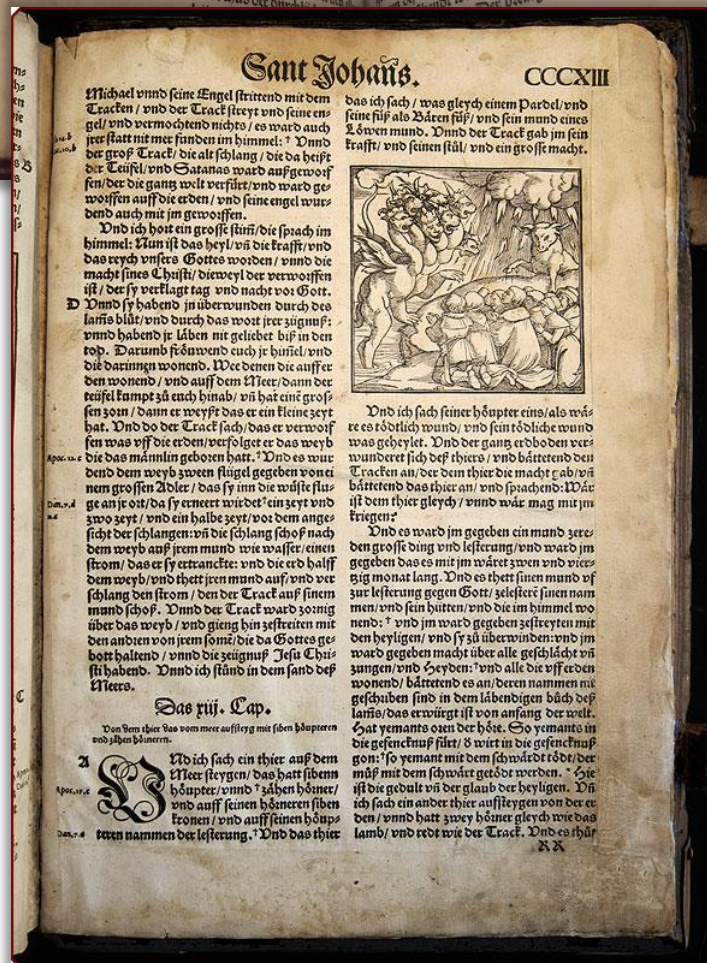 Sant Johañs.
CCCXIII
Michael vnnd seine Engel strittend mit dem
Tracken / vnd der Track streyt vnd seine en-
gel / vnd vermochtend nichts / es ward auch
jrer statt nit mer funden im himmel: † Vnnd
der groß Track / die alt schlang / die da heißt
der Teüfel / vnd Satanas ward außgeworf
fen / der die gantz welt verfürt / vnd ward ge-
worffen auff die erden / vnd seine engel wur-
dend auch mit jm geworffen.
Vnd ich hort ein grosse stim̃ / die sprach im
himmel: Nun ist das heyl / vñ die krafft / vnd
das reych vnsers Gottes worden / vnnd die
macht sines Christi / dieweyl der verworffen
ist / der sy verklagt tag vnd nacht vor Gott.
D Vnnd sy habend jn überwunden durch des
lam̃s blůt / vnd durch das wort jrer zügnuß:
vnnd habend jr läben nit geliebet biß in den
tod. Darumb fröuwend euch jr him̃el / vnd
die darinnen wonend. Wee denen die auff er
den wonend / vnd auff dem Meer / dann der
teüfel kumpt zů euch hinab / vñ hat einẽ gros-
sen zorn / dann er weyßt das er ein kleine zeyt
hat. Vnd do der Track sach / das er verworf
fen was vff die erden / verfolget er das weyb
Apoc. 12. c
die das männlin geboren hatt. † Vnd es wur
dend dem weyb zween flügel gegeben von ei
nem grossen Adler / das sy inn die wüste flu-
Dan. 7. d
ge an jr ort / da sy erneert wirdet ein zeyt vnd
zwo zeyt / vnd ein halbe zeyt / vor dem ange-
sicht der schlangen: vñ die schlang schoß nach
dem weyb auß jrem mund wie wasser / einen
strom / das er sy ertranckte: vnd die erd halff
dem weyb / vnd thett jren mund auf / vnd ver
schlang den strom / den der Track auß sinem
mund schoß. Vnnd der Track ward zornig
über das weyb / vnd gieng hin zestreiten mit
den andren von jrem somẽ / die da Gottes ge-
bott haltend / vnnd die zeügnuß Jesu Chri-
sti habend. Vnnd ich stůnd in dem sand deß
Meers.
Das xiij. Cap.
Von dem thier das vom meer auffsteyg mit siben höupteren
vnd zähen hörneren.
A
VNd ich sach ein thier auß dem
Meer steygen / das hatt sibenn
Apoc. 17. c
höupter / vnnd † zähen hörner /
vnd auff seinen hörneren siben
kronen / vnd auff seinen höup-
Dan. 7. d
teren nammen der lesterung. † Vnd das thier
das ich sach / was gleych einem Pardel / vnd
seine füß als Bären füß / vnd sein mund eines
Löwen mund. Vnnd der Track gab jm sein
krafft / vnd seinen stůl / vnd ein grosse macht.
Vnd ich sach seiner höupter eins / als wä-
re es tödtlich wund / vnd sein tödliche wund
was geheylet. Vnd der gantz erdboden ver-
wunderet sich deß thiers / vnd bättetend den
Tracken an / der dem thier die macht gab / vñ
bättetend das thier an / vnd sprachend: Wär
ist dem thier gleych / vnnd wär mag mit jm
kriegen?
Vnd es ward jm gegeben ein mund zere-
den grosse ding vnd lesterung / vnd ward jm
gegeben das es mit jm wäret zwen vnd vier-
tzig monat lang. Vnd es thett sinen mund vf
zur lesterung gegen Gott / zelesterẽ sinen nam
men / vnd sein hütten / vnd die im himmel wo
nend: † vnd jm ward gegeben zestreyten mit
den heyligen / vnd sy zů überwinden: vnd jm
ward gegeben macht über alle geschlächt vñ
zungen / vnd Heyden: † vnd alle die vff erden
wonend / bättetend es an / deren nammen nit
geschriben sind in dem läbendigen bůch deß
lam̃s / das erwürgt ist von anfang der welt.
Hat yemants oren der höre. So yemants in
die gefencknuß fürt / d̕ wirt in die gefencknuß
gon: † so yemant mit dem schwärdt tödt / der
můß mit dem schwärt getödt werden. * Hie
ist die gedult vñ der glaub der heyligen. Vñ
ich sach ein ander thier aufsteygen von der er
den / vnnd hatt zwey hörner gleych wie das
lamb / vnd redt wie der Track. Vnd es thůt
RR